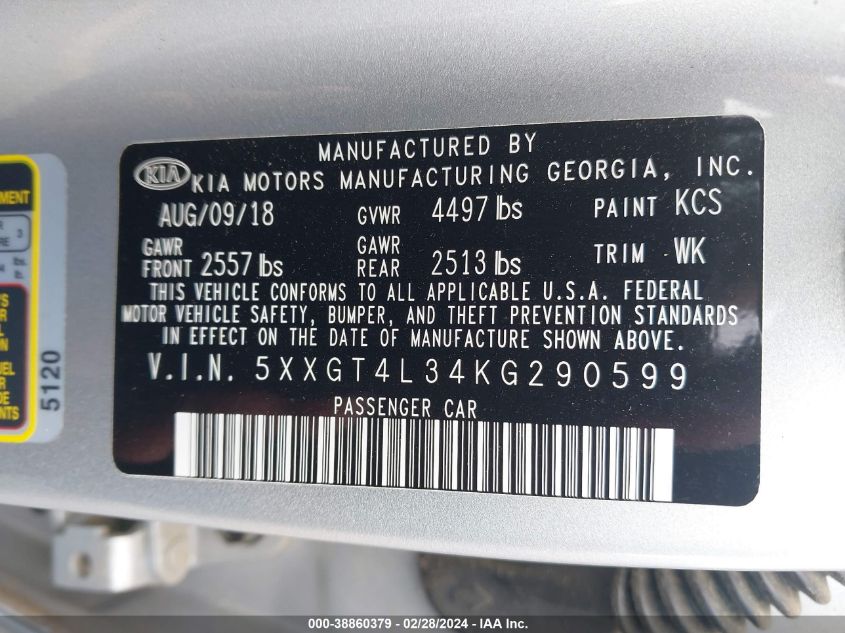 MANUFACTURED BY
KIA KIA MOTORS MANUFACTURING GEORGIA, INC.
AUG/09/18 GVWR 4497 lbs PAINT KCS
GAWR FRONT 2557 lbs GAWR REAR 2513 lbs TRIM WK
THIS VEHICLE CONFORMS TO ALL APPLICABLE U.S.A. FEDERAL
MOTOR VEHICLE SAFETY, BUMPER, AND THEFT PREVENTION STANDARDS
IN EFFECT ON THE DATE OF MANUFACTURE SHOWN ABOVE.
V.I.N. 5XXGT4L34KG290599
PASSENGER CAR
5120
3
000-38860379 - 02/28/2024 - IAA Inc.